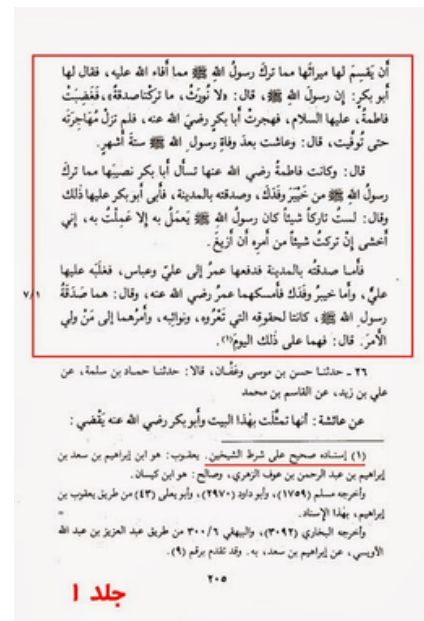 أن يَقسِمَ لها ميراثَها مما تركَ رسولُ الله ﷺ مما أفاء الله عليه، فقال لها
أبو بكر: إن رسولَ الله ﷺ، قال: «لا نُورَثُ، ما تركْنا صدقةٌ»، فَغَضِبَتْ
فاطمةُ، عليها السلام، فهجرتْ أبا بكر رضيَ الله عنه، فلم تزلْ مُهاجِرَتَه
حتى تُوفِّيت، قال: وعاشت بعدَ وفاةِ رسولِ الله ﷺ ستةَ أشهرٍ.
قال: وكانت فاطمةُ رضي الله عنها تسألُ أبا بكر نصيبَها مما تركَ
رسولُ الله ﷺ من خَيْبَرَ وفَدَكَ، وصدقتِه بالمدينة، فأبى أبو بكر عليها ذلك
وقال: لستُ تاركاً شيئاً كان رسولُ الله ﷺ يَعمَلُ به إلا عَمِلْتُ به، إني
أخشى إنْ تركتُ شيئاً من أمرِه أن أَزيغَ.
فأما صدقتُه بالمدينة فدفعها عمرُ إلى عليٍّ وعباس، فغلَبَه عليها
عليٌّ، وأما خيبرُ وفَدَك فأمسكهما عمرُ رضي الله عنه، وقال: هما صَدَقَةُ
٧/١
رسولِ الله ﷺ، كانتا لحقوقه التي تَعْرُوه، ونوائبِه، وأمرُهما إلى مَنْ ولي
الأمرَ. قال: فهما على ذلك اليومَ(١).
٢٦ ـ حدثنا حسن بن موسى وعَفَّان، قالا: حدثنا حماد بن سلمة، عن
علي بن زيد، عن القاسم بن محمد
عن عائشة: أنها تمثَّلَت بهذا البيت وأبو بكر رضي الله عنه يَقْضِي:
(١) إسناده صحيح على شرط الشيخين. يعقوب: هو ابن إبراهيم بن سعد بن
إبراهيم بن عبد الرحمن بن عوف الزهري، وصالح: هو ابن كيسان.
وأخرجه مسلم (١٧٥٩)، وأبو داود (٢٩٧٠)، وأبو يعلى (٤٣) من طريق يعقوب بن
إبراهيم، بهذا الإسناد.
وأخرجه البخاري (٣٠٩٢)، والبيهقي ٣٠٠/٦ من طريق عبد العزيز بن عبد الله
الأويسي، عن إبراهيم بن سعد، به. وقد تقدم برقم (٩).
=
٢٠٥
جلد ١